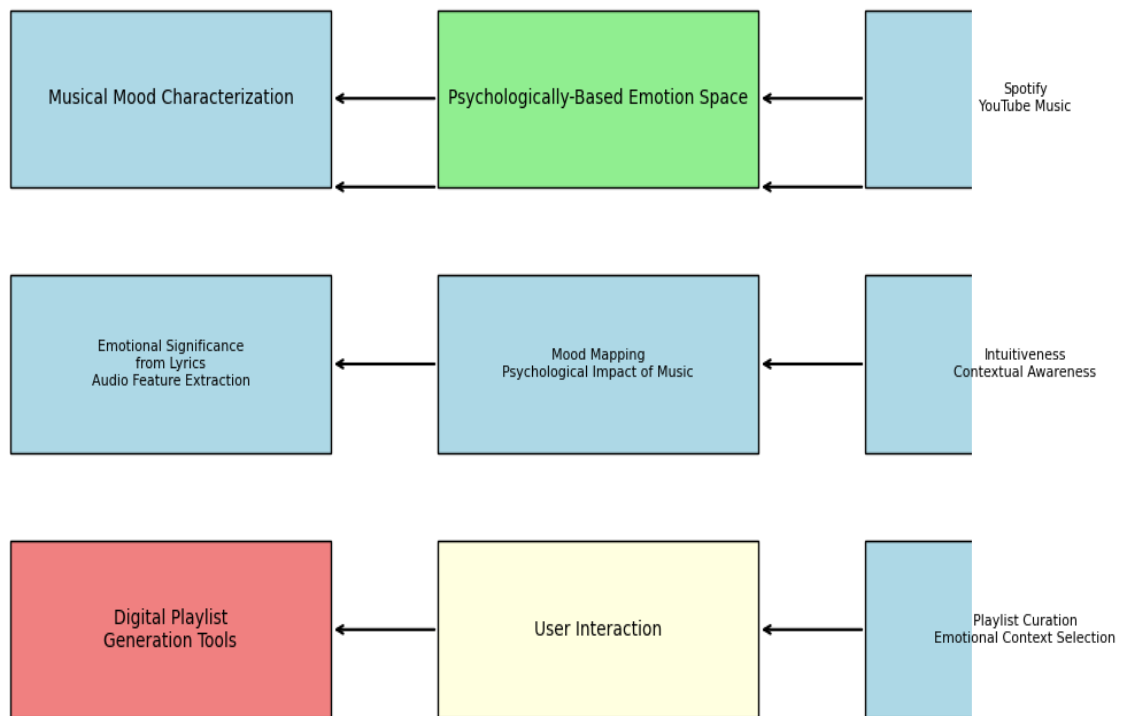 Musical Mood Characterization
Psychologically-Based Emotion Space
Spotify
YouTube Music
Emotional Significance
from Lyrics
Audio Feature Extraction
Mood Mapping
Psychological Impact of Music
Intuitiveness
Contextual Awareness
Digital Playlist
Generation Tools
User Interaction
Playlist Curation
Emotional Context Selection